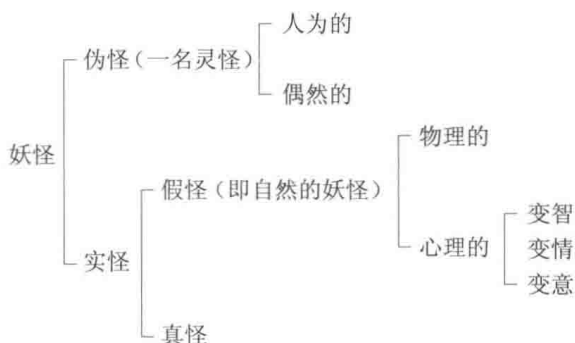 人为的
伪怪（一名灵怪）
偶然的
妖怪
物理的
假怪（即自然的妖怪）
变智
实怪
心理的
变情
变意
真怪